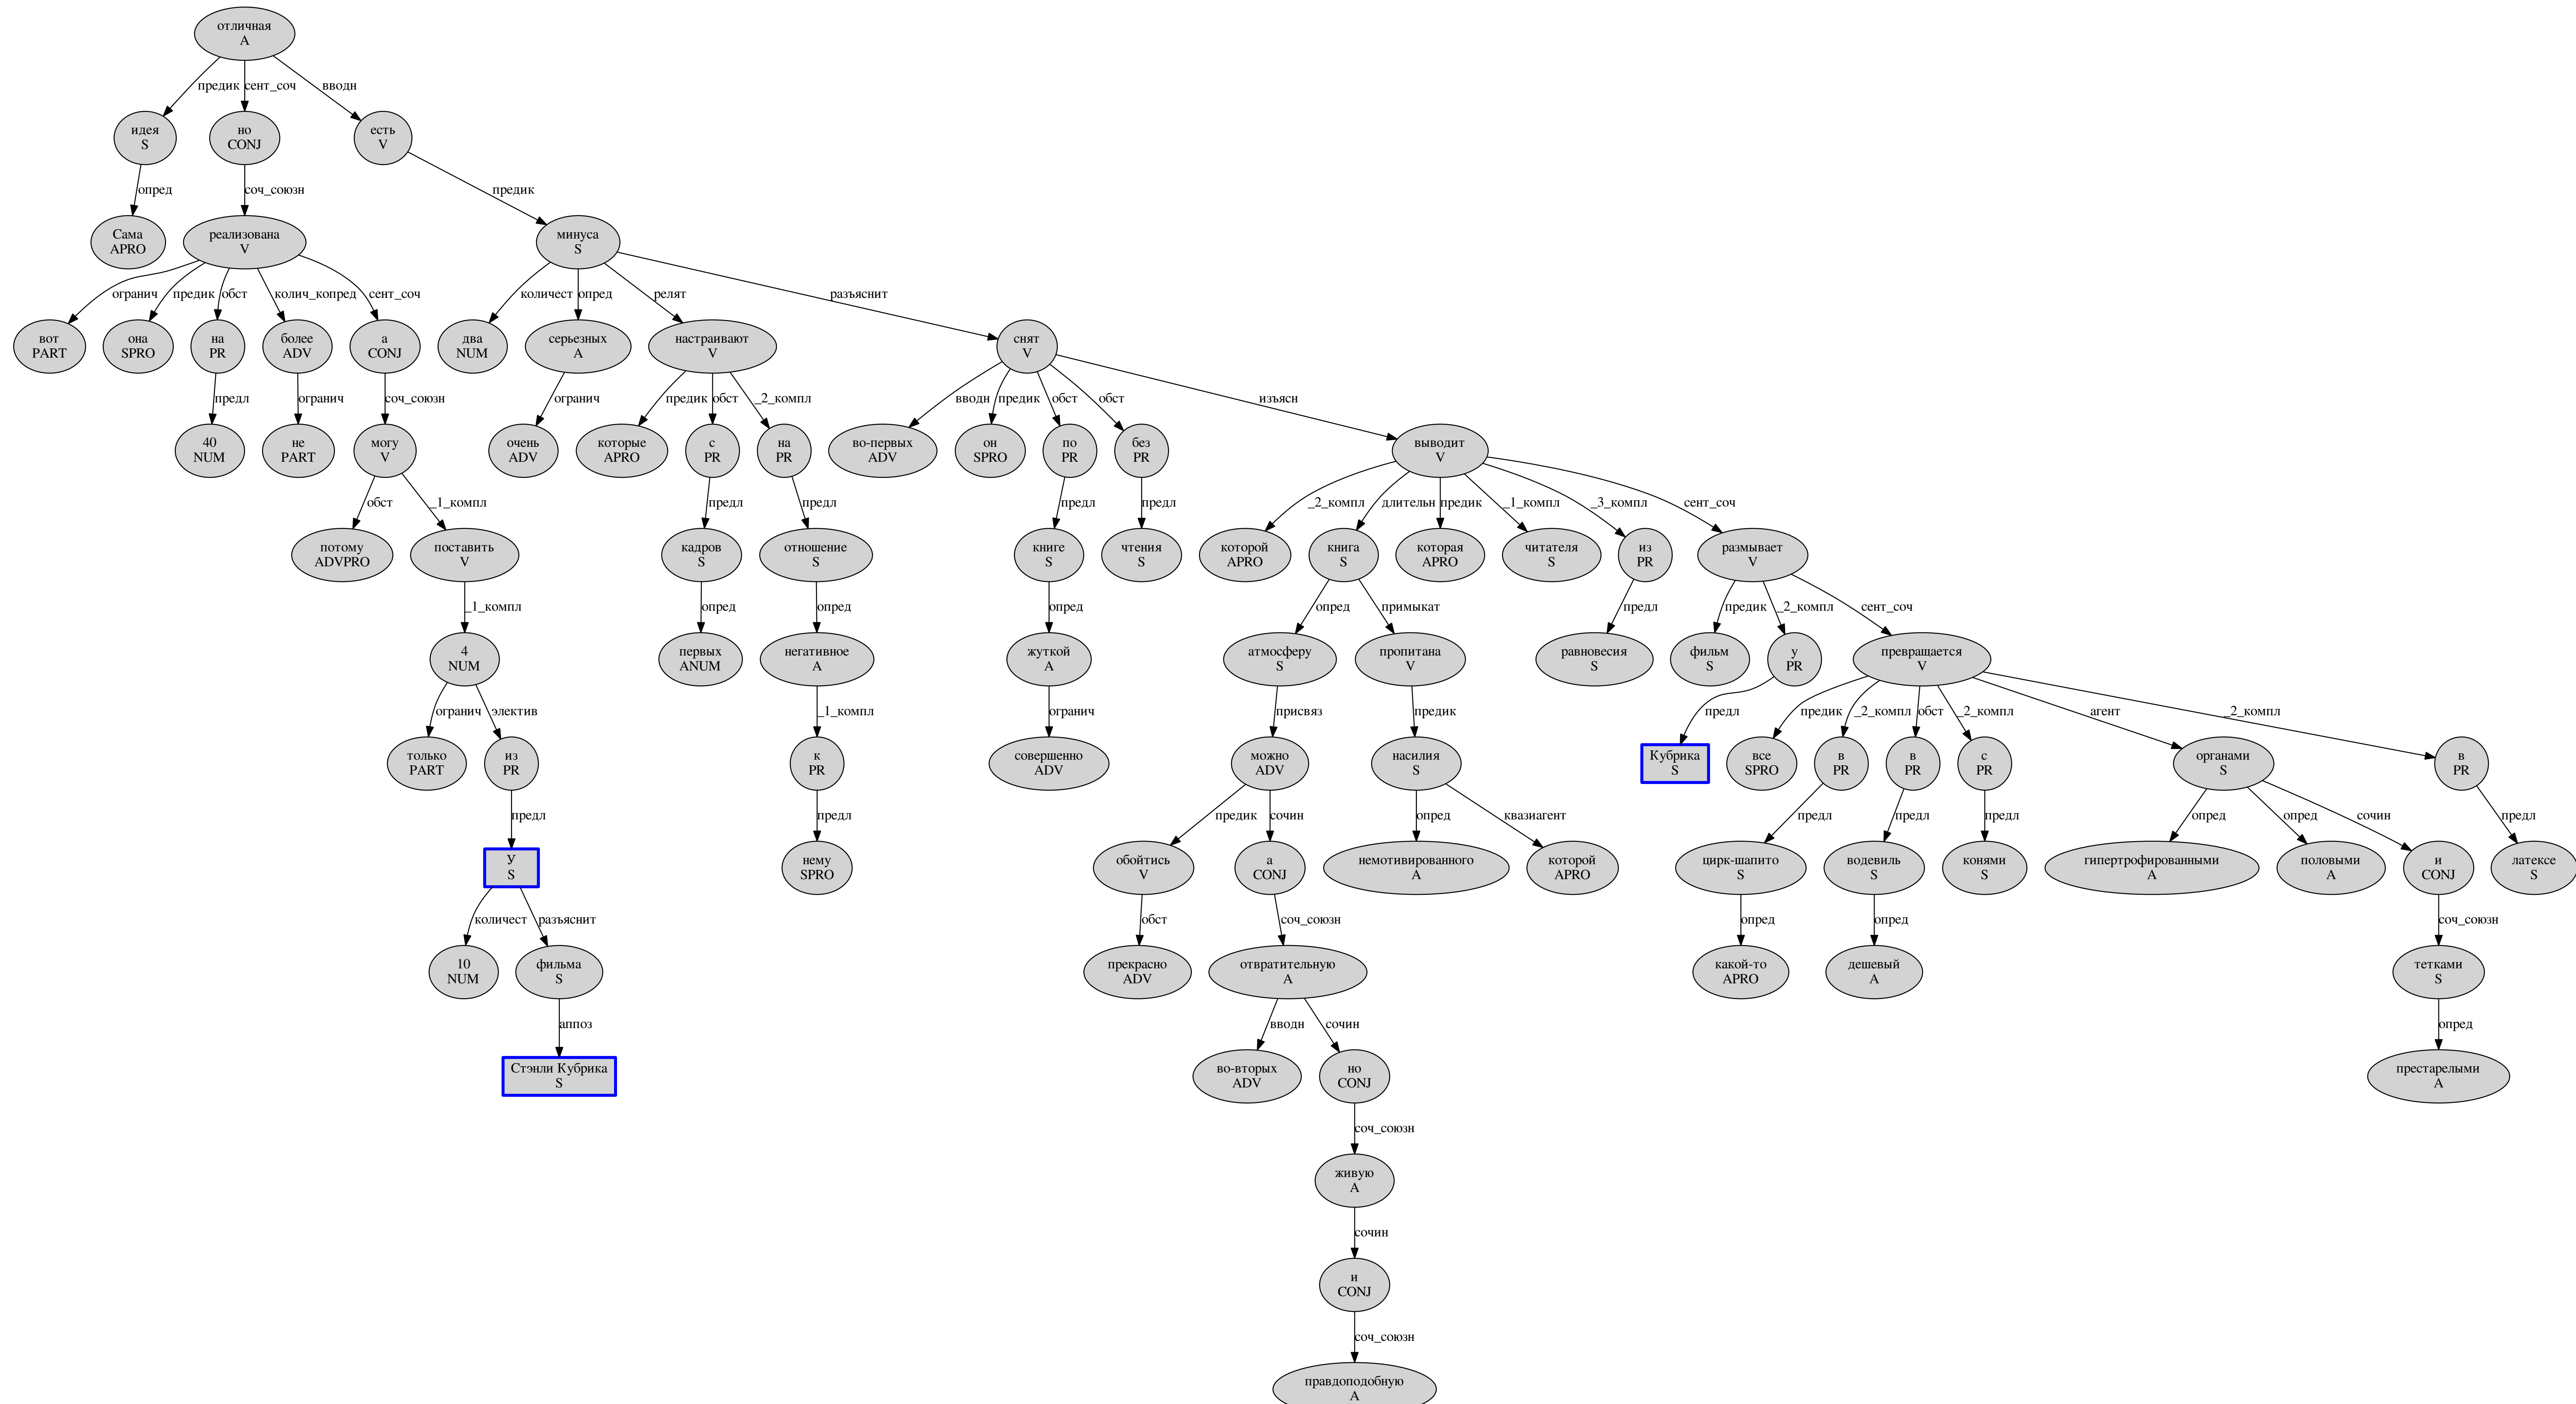 отличная
A
предик сент_соч вводн
идея
S
но
CONJ
есть
V
опред соч_союзн предик
Сама
APRO
реализована
V
минуса
S
огранич предик обст колич_копред сент_соч количест опред релят разъяснит
вот
PART
она
SPRO
на
PR
более
ADV
а
CONJ
два
NUM
серьезных
A
настраивают
V
снят
V
предл огранич соч_союзн огранич предик обст _2_компл вводн предик обст обст изъясн
40
NUM
не
PART
могу
V
очень
ADV
которые
APRO
с
PR
на
PR
во-первых
ADV
он
SPRO
по
PR
без
PR
выводит
V
обст _1_компл предл предл предл предл _2_компл длительн предик _1_компл _3_компл сент_соч
потому
ADVPRO
поставить
V
кадров
S
отношение
S
книге
S
чтения
S
которой
APRO
книга
S
которая
APRO
читателя
S
из
PR
размывает
V
_1_компл опред опред опред опред примыкат предл предик _2_компл сент_соч
4
NUM
первых
ANUM
негативное
A
жуткой
A
атмосферу
S
пропитана
V
равновесия
S
фильм
S
у
PR
превращается
V
огранич электив _1_компл огранич присвяз предик предл предик _2_компл обст _2_компл агент _2_компл
только
PART
из
PR
к
PR
совершенно
ADV
можно
ADV
насилия
S
Кубрика
S
все
SPRO
в
PR
в
PR
с
PR
органами
S
в
PR
предл предл предик сочин опред квазиагент предл предл предл опред опред сочин предл
У
S
нему
SPRO
обойтись
V
а
CONJ
немотивированного
A
которой
APRO
цирк-шапито
S
водевиль
S
конями
S
гипертрофированными
A
половыми
A
и
CONJ
латексе
S
количест разъяснит обст соч_союзн опред опред соч_союзн
10
NUM
фильма
S
прекрасно
ADV
отвратительную
A
какой-то
APRO
дешевый
A
тетками
S
аппоз вводн сочин опред
Стэнли Кубрика
S
во-вторых
ADV
но
CONJ
престарелыми
A
соч_союзн
живую
A
сочин
и
CONJ
соч_союзн
правдоподобную
A